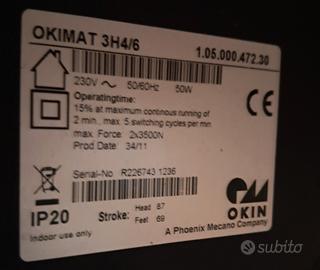 OKIMAT 3H4/6
1.05.000.472.30
230V ~ 50/60Hz 50W
Operatingtime:
15% at maximum continous running of
2 min., max. 5 switching cycles per min
max. Force: 2x3500N
Prod Date: 34/11
CE
Serial-No R226743 1236
IP20
Indoor use only
Stroke: Head 87
Feet 69
OKIN
A Phoenix Mecano Company
subito